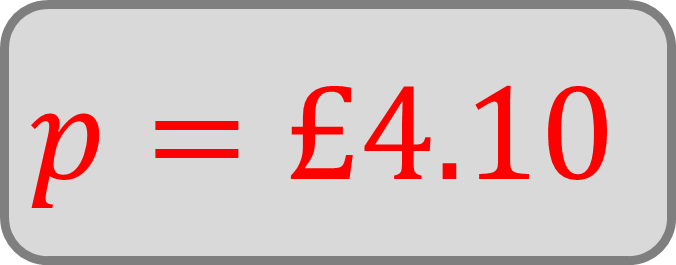 p = £4.10